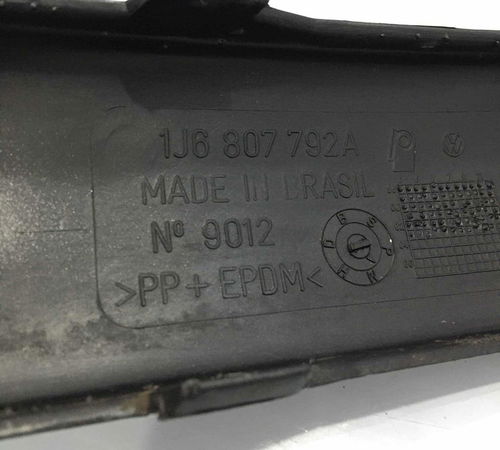 1J6 807 792A
MADE IN BRASIL
Nº 9012
>PP + EPDM<